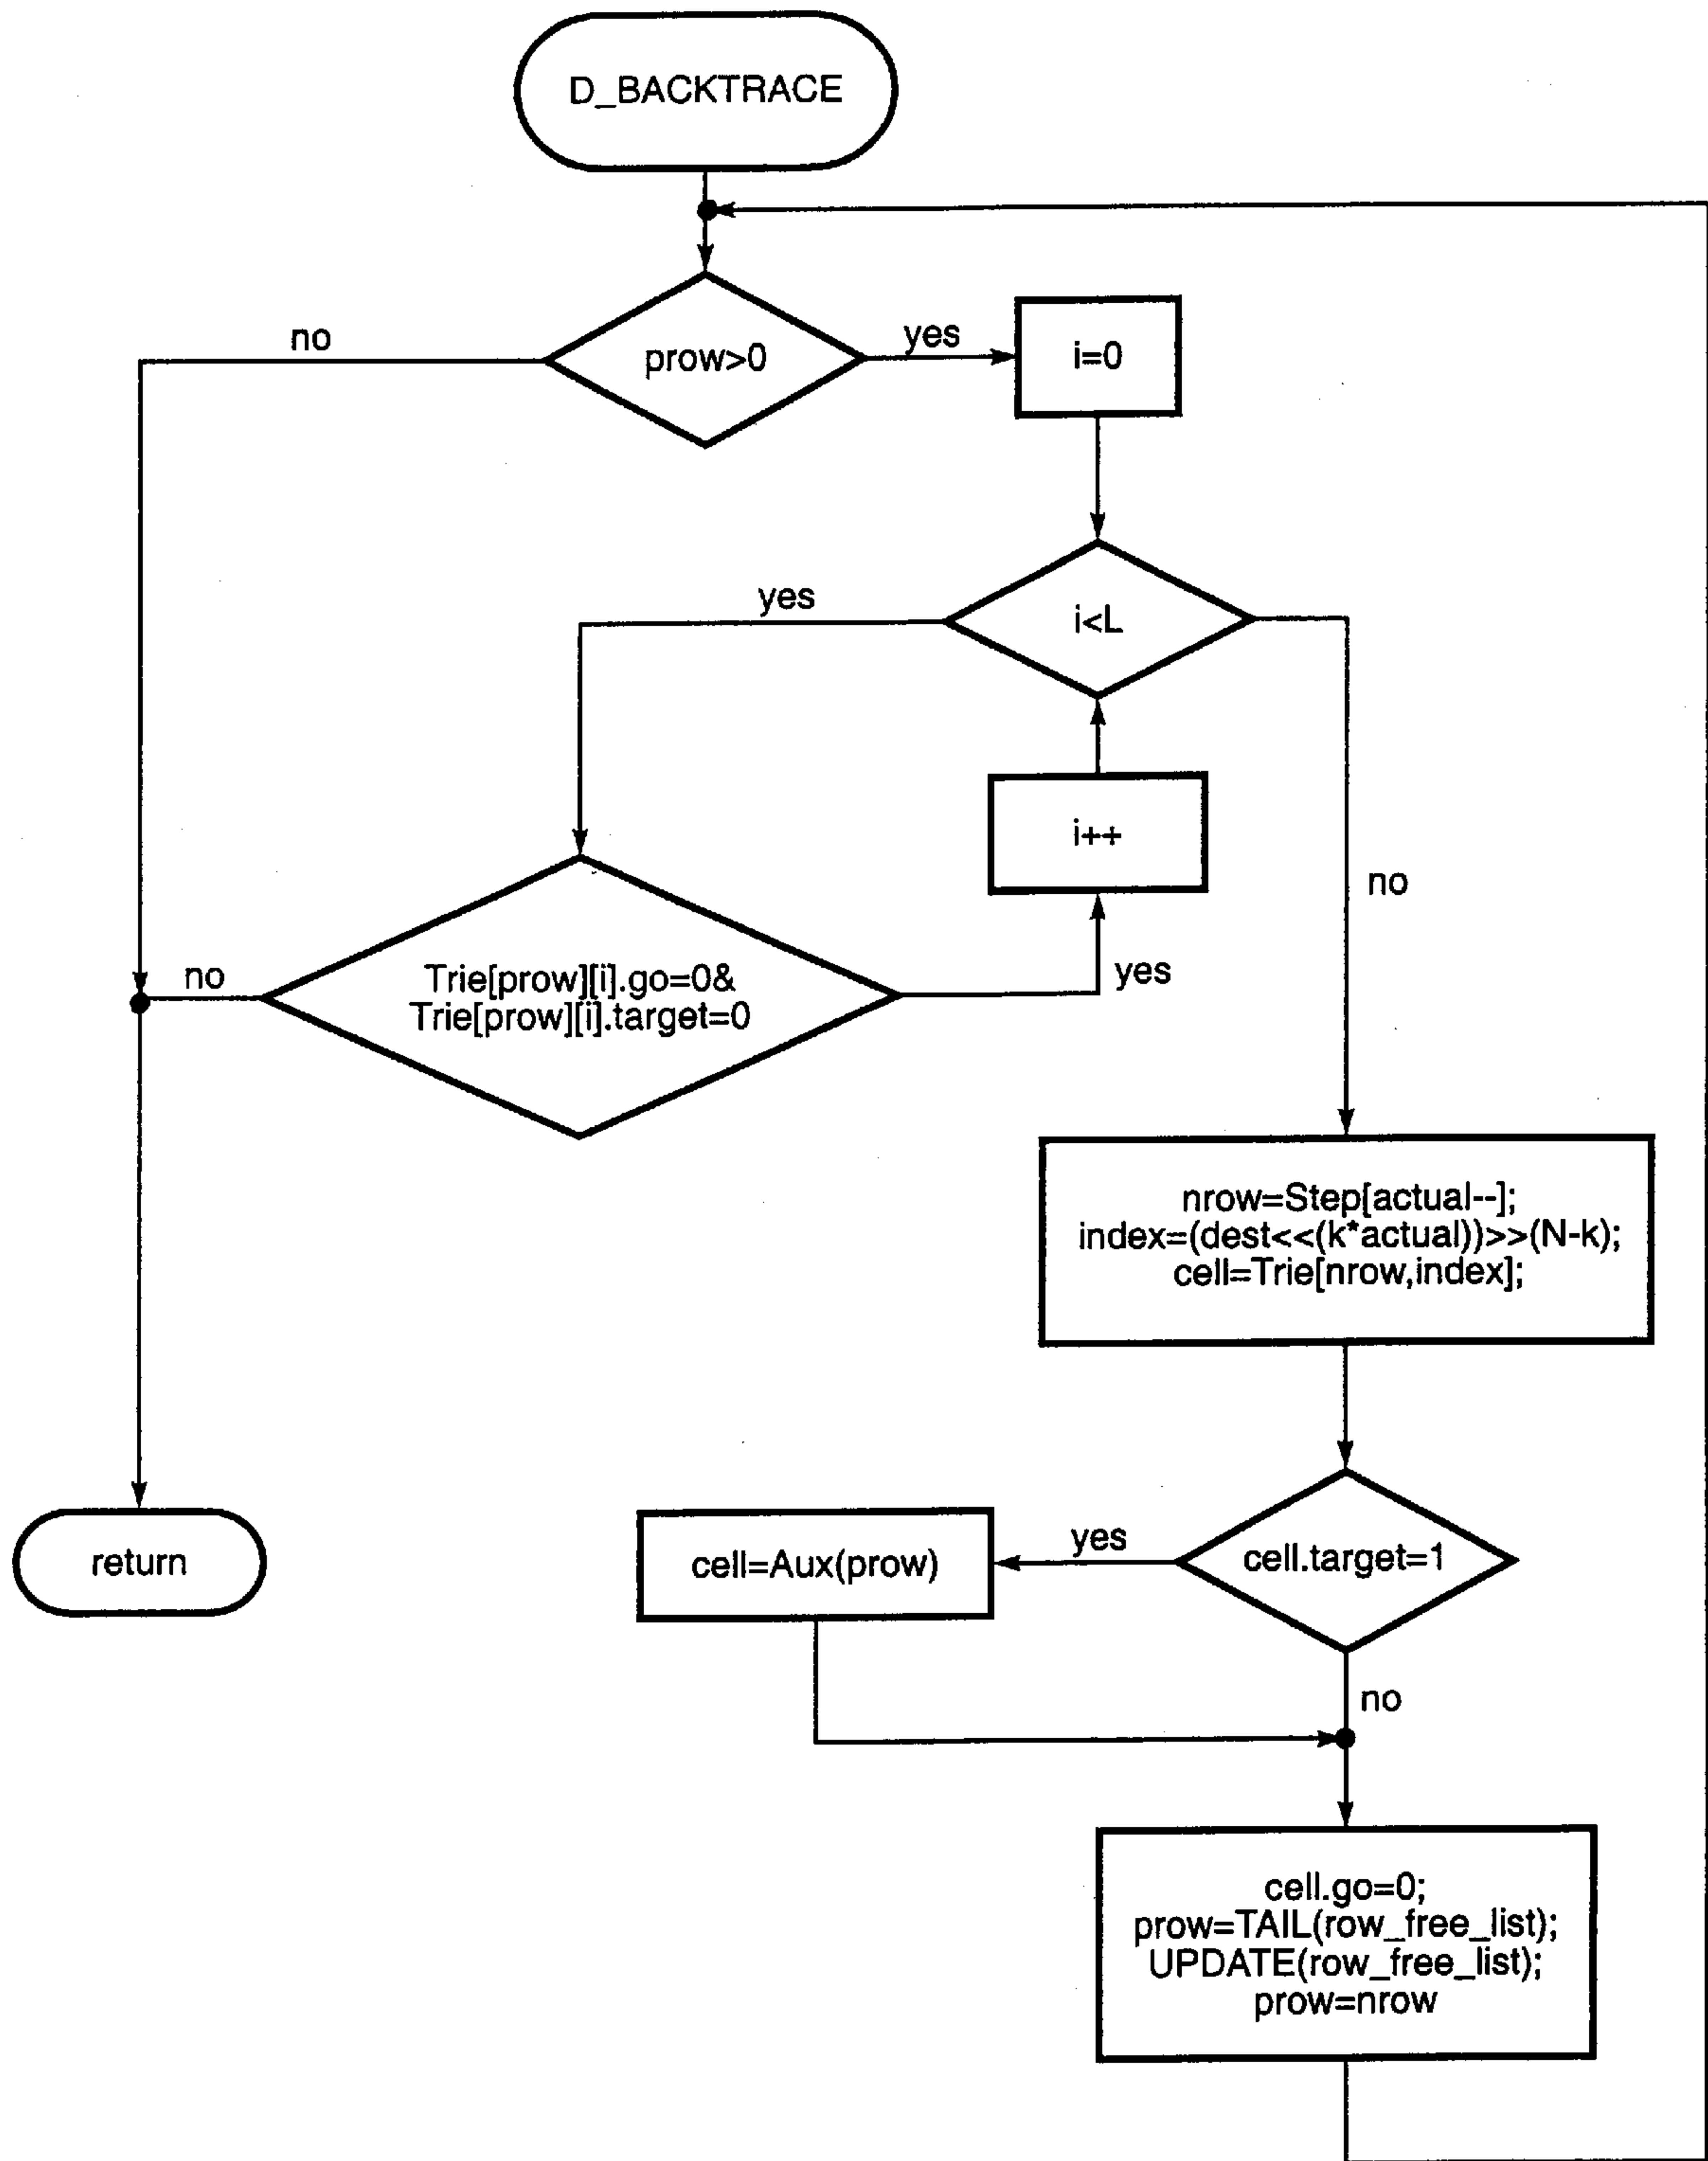 D_BACKTRACE
prow>0
no
yes
i=0
i<L
yes
no
i++
Trie[prow][i].go=0&
Trie[prow][i].target=0
no
yes
nrow=Step[actual--];
index=(dest<<(k*actual))>>(N-k);
cell=Trie[nrow,index];
cell.target=1
yes
no
cell=Aux(prow)
return
cell.go=0;
prow=TAIL(row_free_list);
UPDATE(row_free_list);
prow=nrow